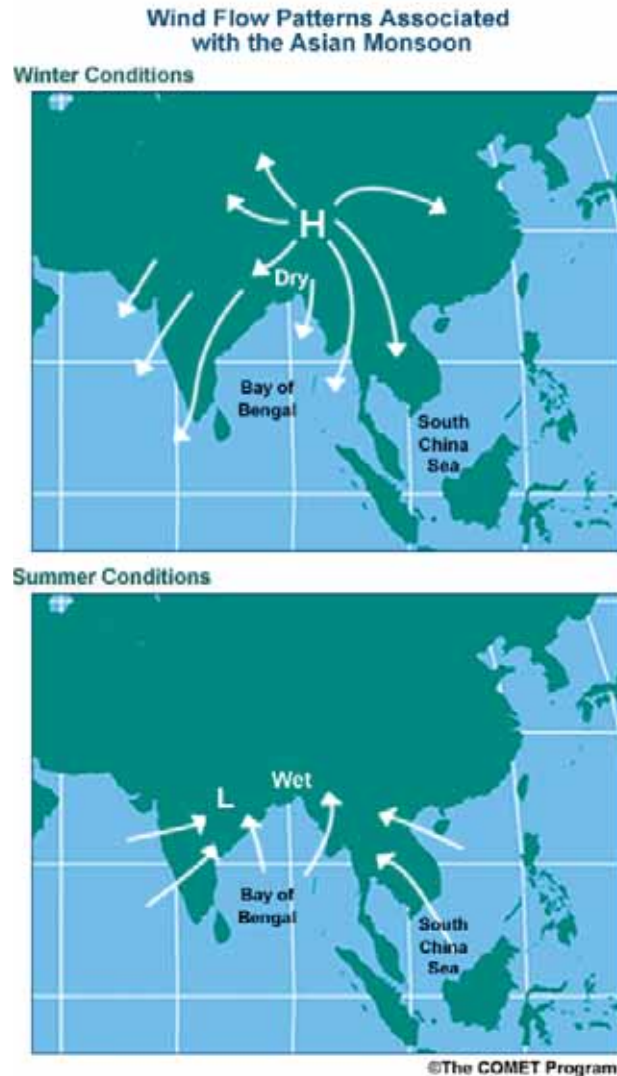 Wind Flow Patterns Associated
with the Asian Monsoon
Winter Conditions
H
Dry
Bay of
Bengal
South
China
Sea
Summer Conditions
L
Wet
Bay of
Bengal
South
China
Sea
©The COMET Program